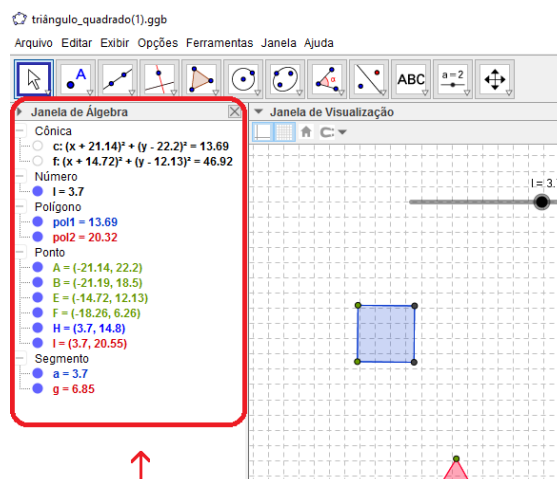 triângulo_quadrado(1).ggb
Arquivo Editar Exibir Opções Ferramentas Janela Ajuda
A
α
ABC
a=2
Janela de Álgebra
Janela de Visualização
Cônica
c: (x + 21.14)² + (y - 22.2)² = 13.69
f: (x + 14.72)² + (y - 12.13)² = 46.92
Número
l = 3.7
l = 3.7
Polígono
pol1 = 13.69
pol2 = 20.32
Ponto
A = (-21.14, 22.2)
B = (-21.19, 18.5)
E = (-14.72, 12.13)
F = (-18.26, 6.26)
H = (3.7, 14.8)
I = (3.7, 20.55)
Segmento
a = 3.7
g = 6.85